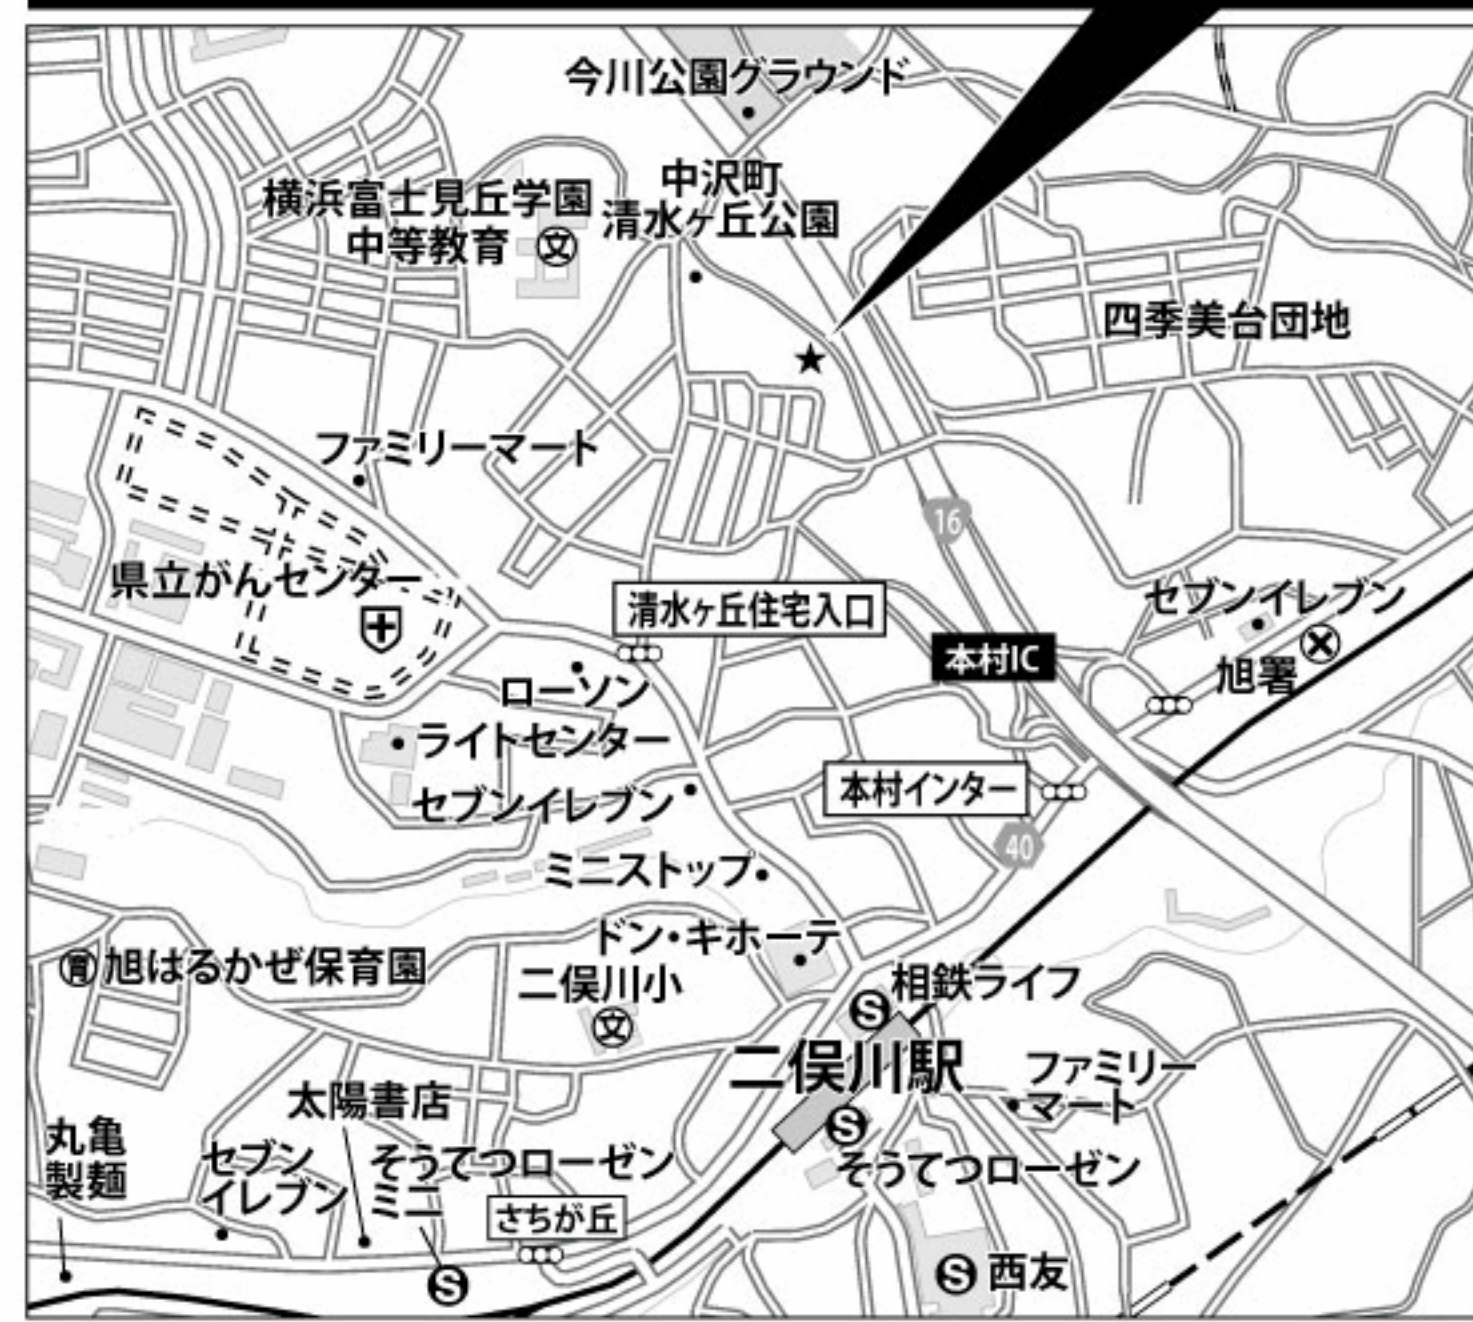 今川公園グラウンド
中沢町
清水ヶ丘公園
横浜富士見丘学園
中等教育 文
四季美台団地
ファミリーマート
16
県立がんセンター
清水ヶ丘住宅入口
セブンイレブン
本村IC
旭署
ローソン
ライトセンター
セブンイレブン
本村インター
40
ミニストップ
ドン・キホーテ
育 旭はるかぜ保育園
二俣川小
文
S 相鉄ライフ
二俣川駅
ファミリー
マート
太陽書店
丸亀
製麺
セブン
イレブン
そうてつローゼン
ミニ
S
S
そうてつローゼン
さちが丘
S 西友